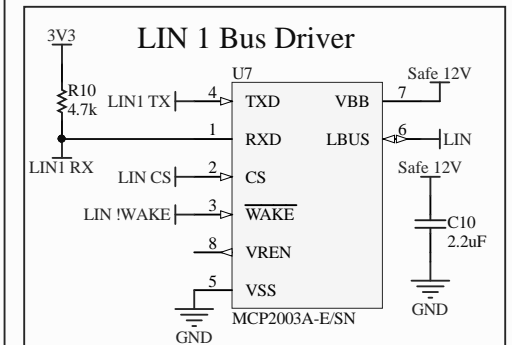 LIN 1 Bus Driver
3V3
U7
Safe 12V
R10
4.7k
LIN1 TX 4 TXD VBB 7
1 RXD LBUS 6 LIN
LIN1 RX
LIN CS 2 CS
Safe 12V
LIN !WAKE 3 WAKE
C10
2.2uF
8 VREN
5 VSS
GND
MCP2003A-E/SN
GND